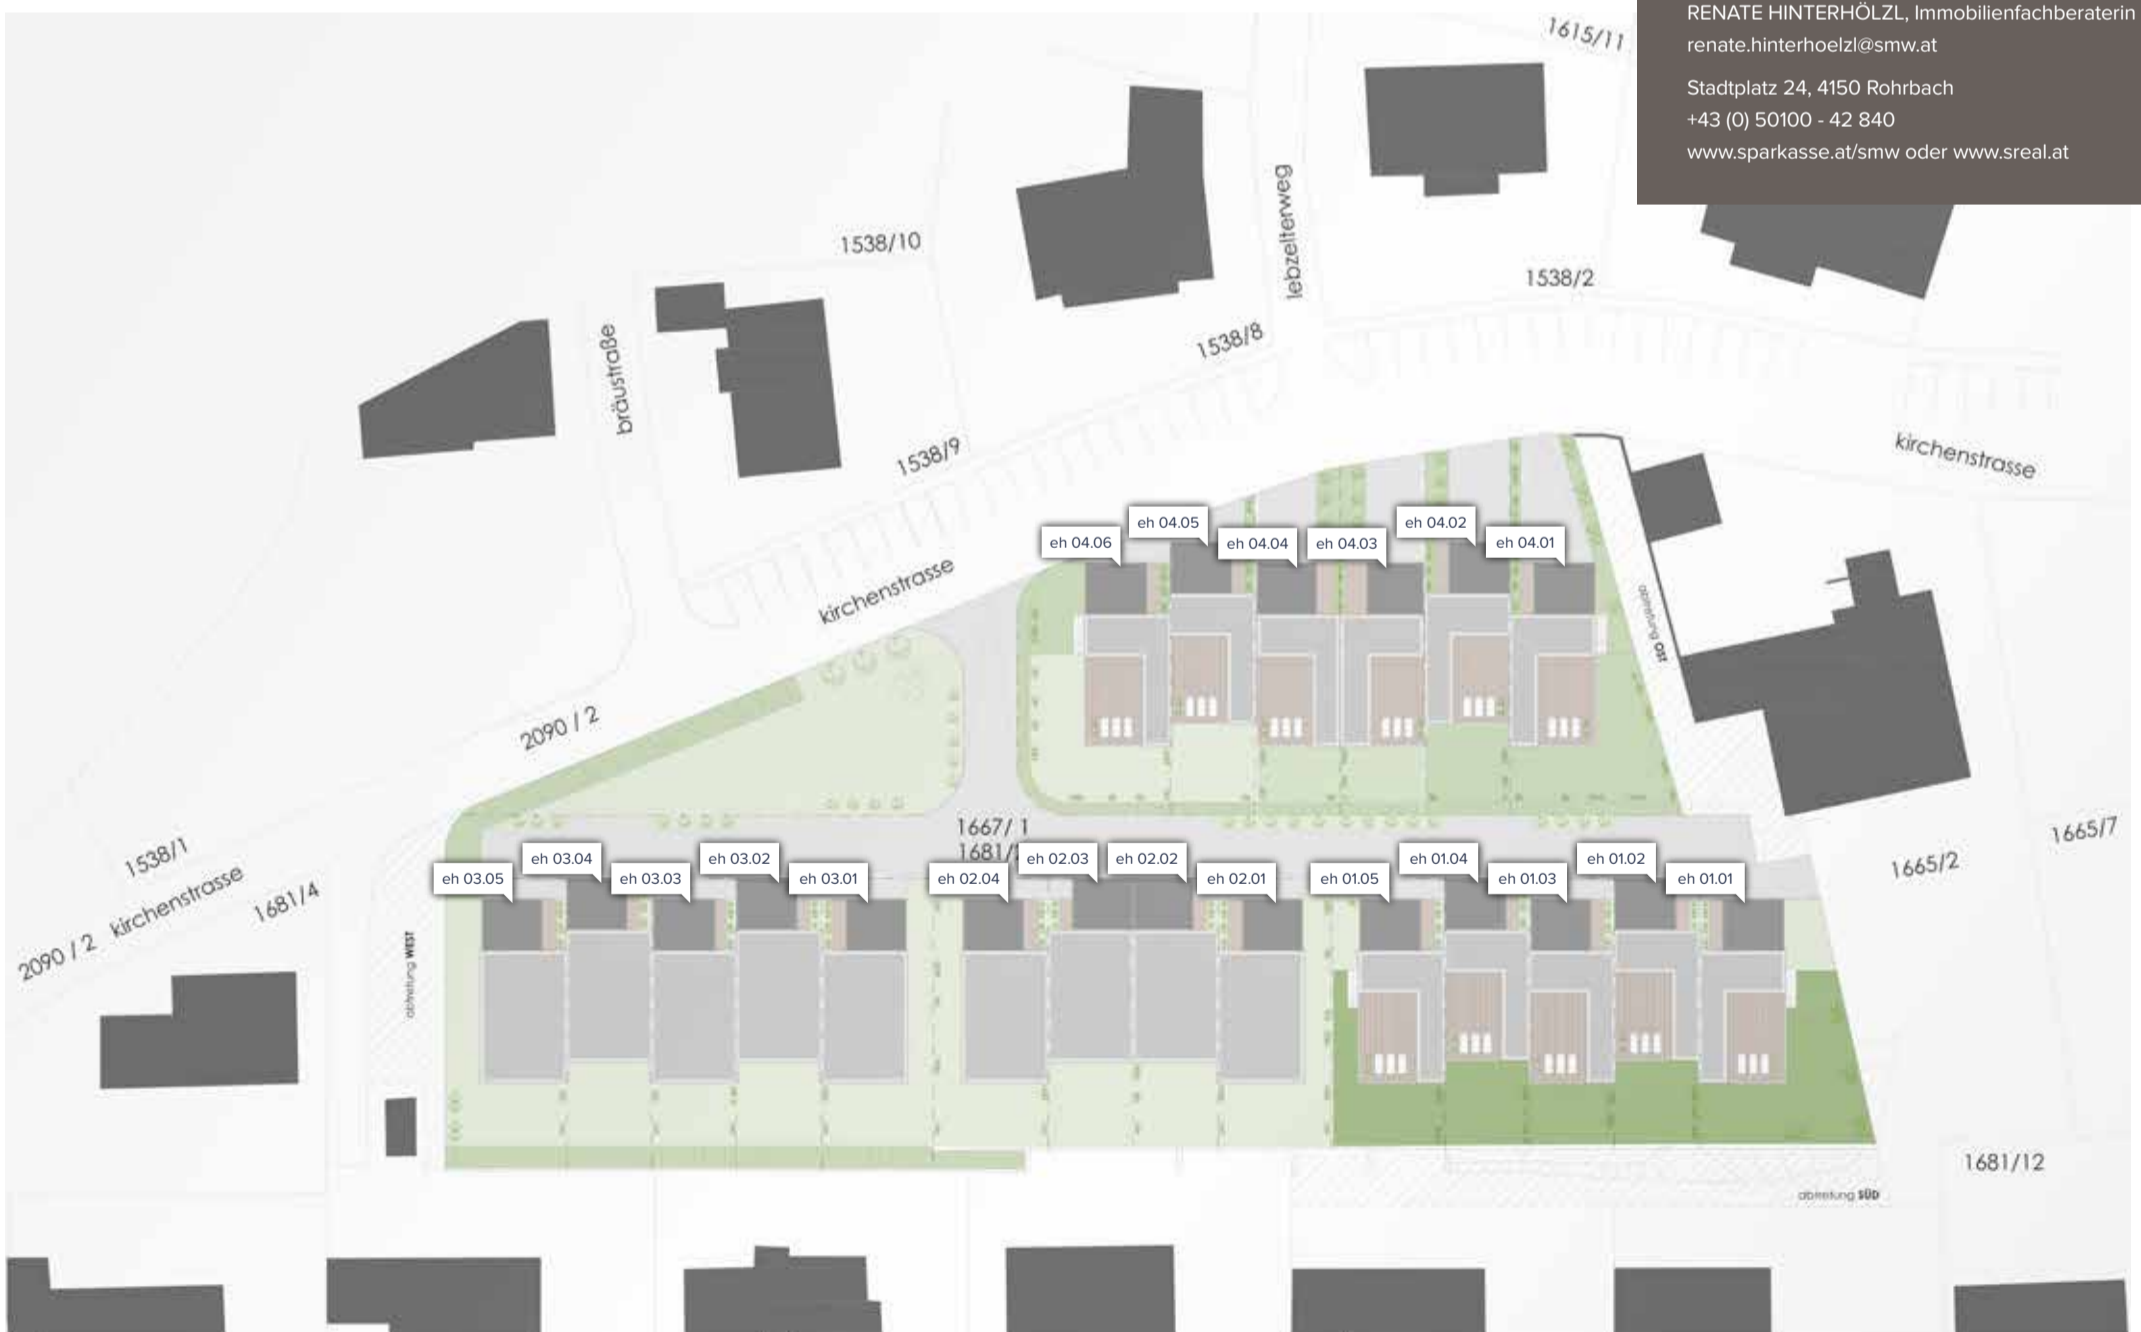 RENATE HINTERHÖLZL, Immobilienfachberaterin
renate.hinterhoelzl@smw.at
Stadtplatz 24, 4150 Rohrbach
+43 (0) 50100 - 42 840
www.sparkasse.at/smw oder www.sreal.at
1615/11
lebzelterweg
1538/10
1538/2
bräustraße
1538/8
1538/9
kirchenstrasse
eh 04.06
eh 04.05
eh 04.04
eh 04.03
eh 04.02
eh 04.01
kirchenstrasse
abtretung OST
2090 / 2
1667/ 1
1681/
1538/1
kirchenstrasse
2090 / 2
1681/4
1665/2
1665/7
eh 03.05
eh 03.04
eh 03.03
eh 03.02
eh 03.01
eh 02.04
eh 02.03
eh 02.02
eh 02.01
eh 01.05
eh 01.04
eh 01.03
eh 01.02
eh 01.01
abtretung WEST
1681/12
abtretung SÜD